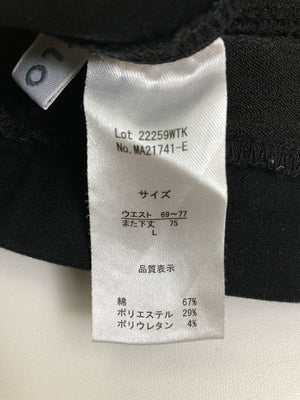 LO
Lot 22259WTK
No.MA21741-E
サイズ
ウエスト 69〜77
また下丈 75
L
品質表示
綿 67%
ポリエステル 29%
ポリウレタン 4%